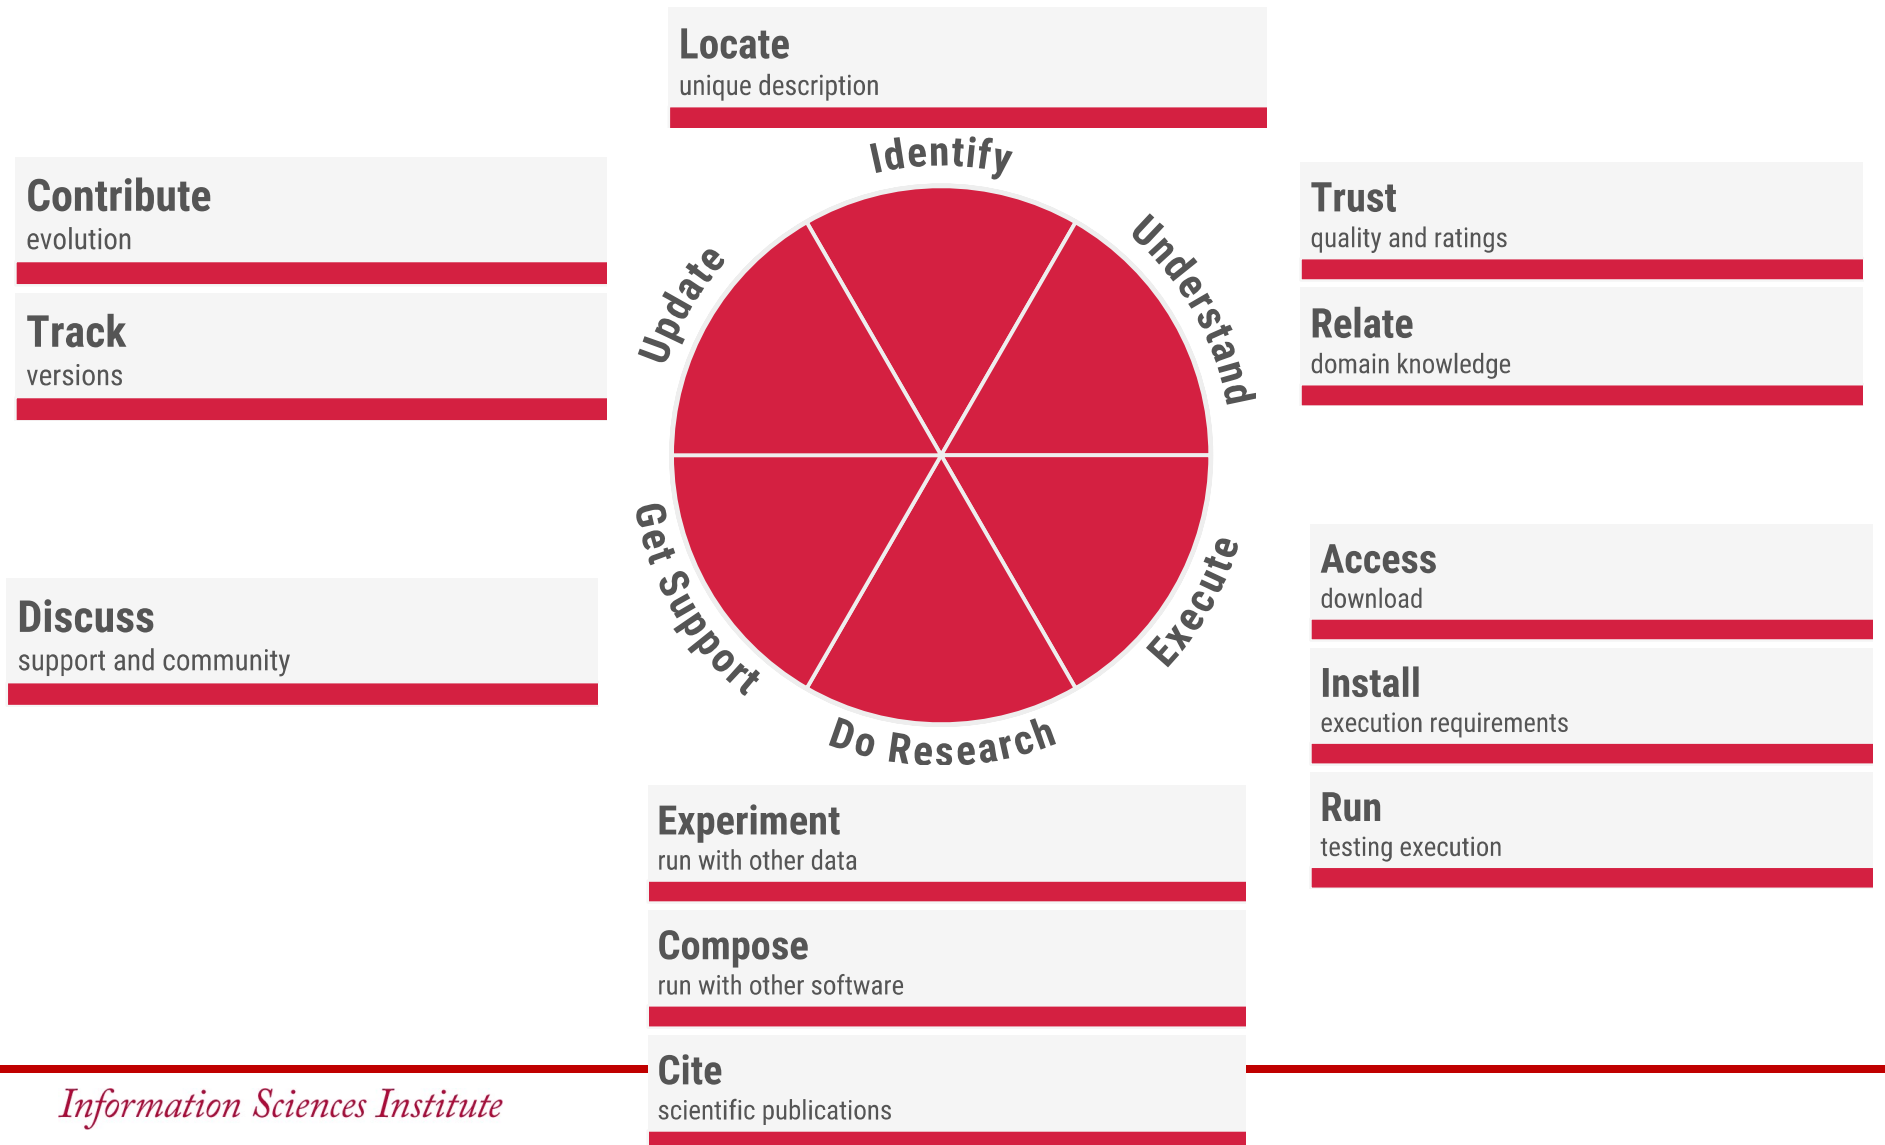 Locate
unique description
Identify
Contribute
evolution
Track
versions
Update
Understand
Trust
quality and ratings
Relate
domain knowledge
Get Support
Execute
Discuss
support and community
Access
download
Install
execution requirements
Run
testing execution
Do Research
Experiment
run with other data
Compose
run with other software
Cite
scientific publications
Information Sciences Institute